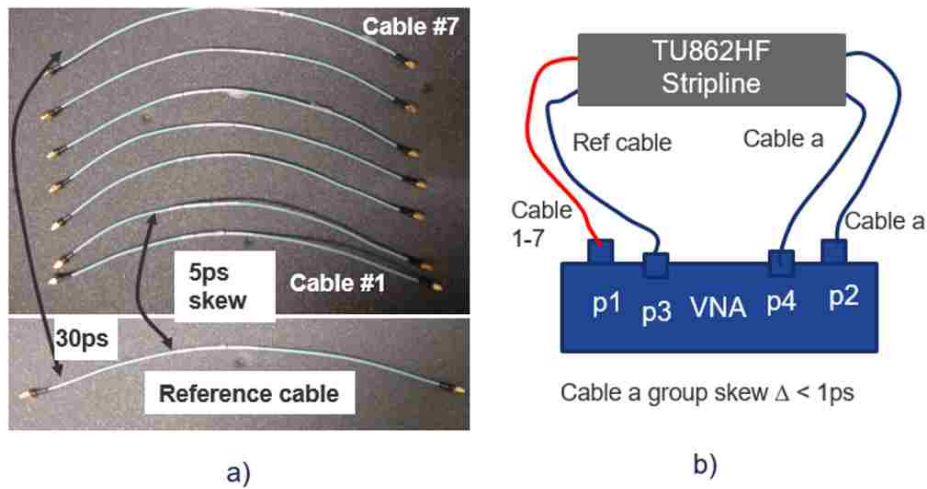 Cable #7
5ps
skew
Cable #1
30ps
Reference cable
a)
TU862HF
Stripline
Ref cable
Cable a
Cable
1-7
Cable a
p1
p3
VNA
p4
p2
Cable a group skew Δ < 1ps
b)